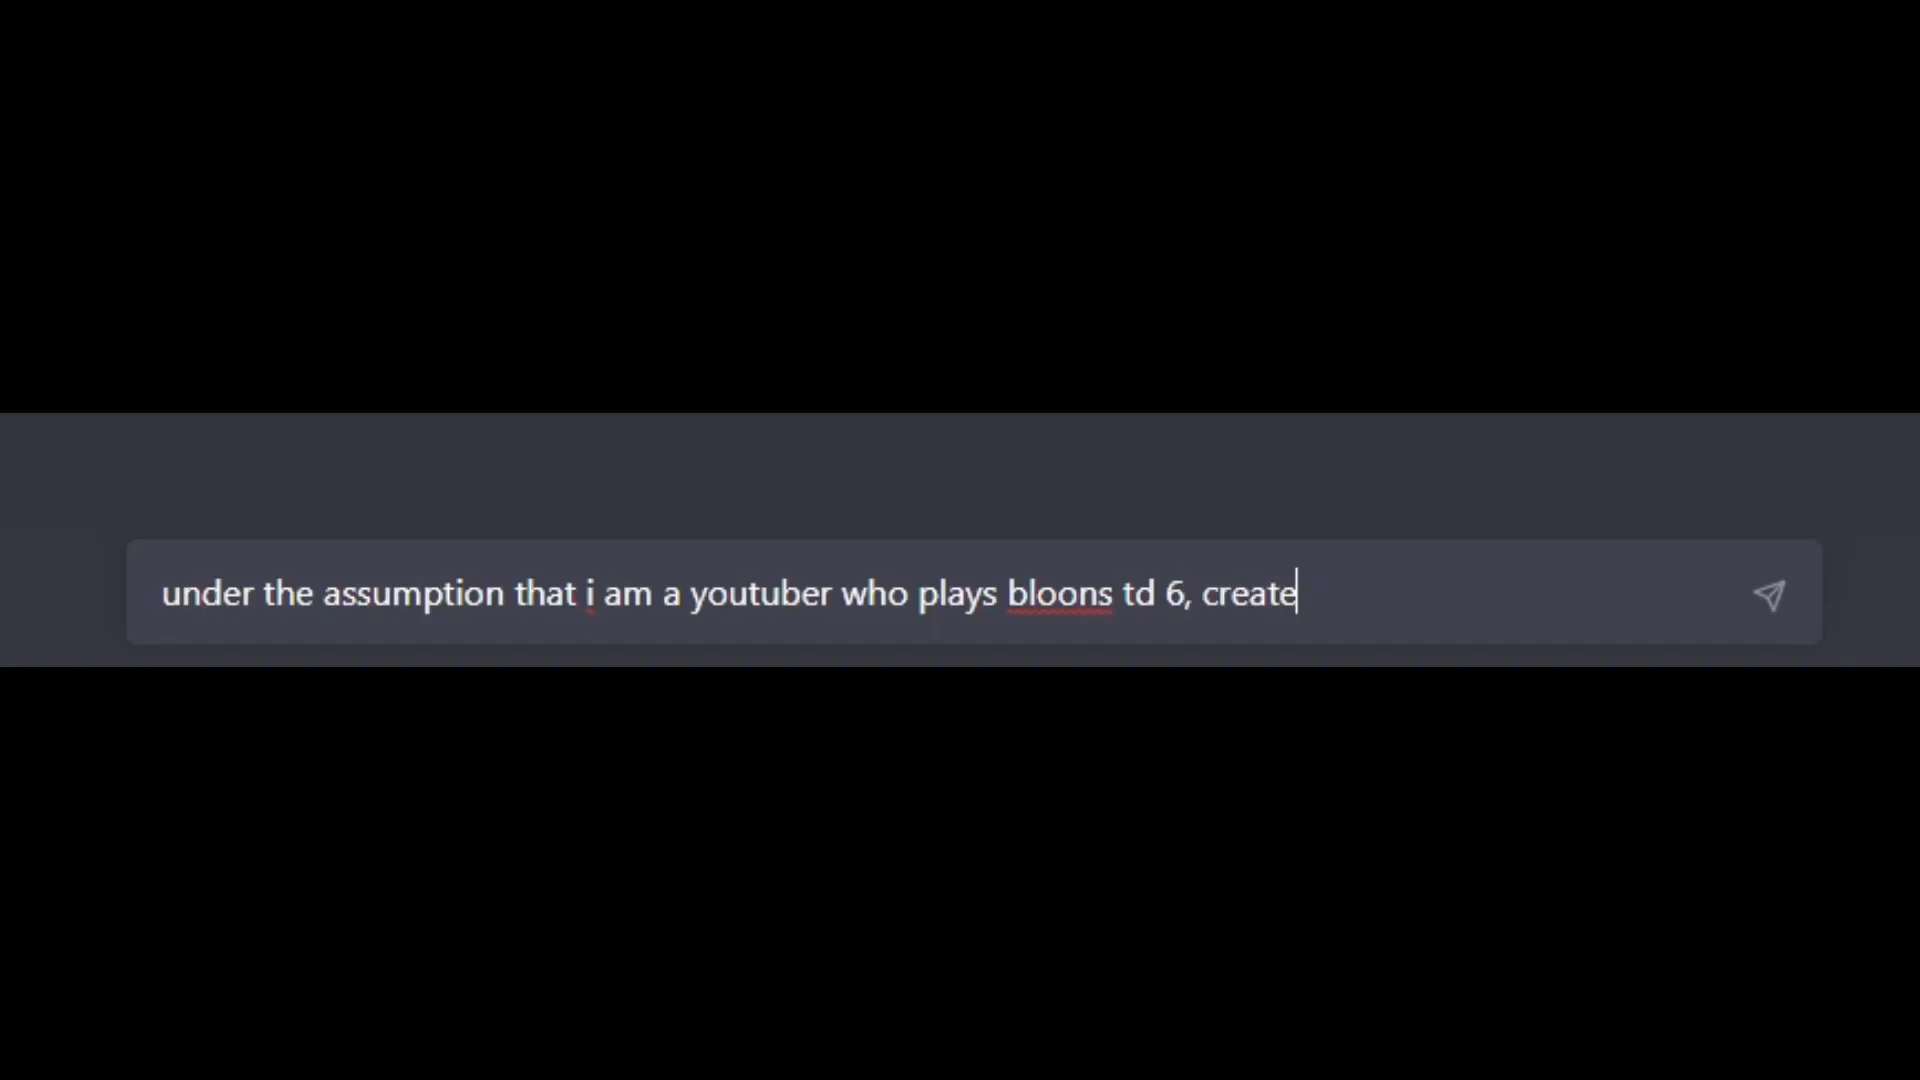 under the assumption that i am a youtuber who plays bloons td 6, create